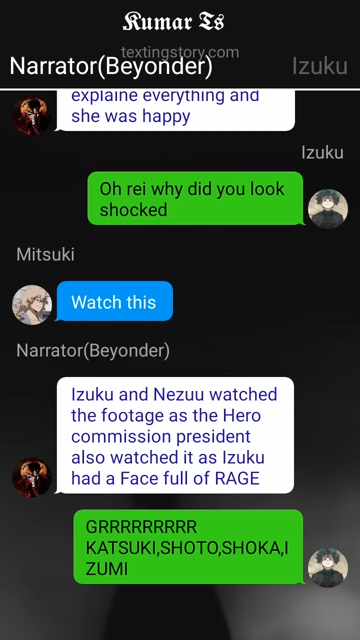 Kumar Ts
textingstory.com
Narrator(Beyonder) Izuku
explaine everything and
she was happy
Izuku
Oh rei why did you look
shocked
Mitsuki
Watch this
Narrator(Beyonder)
Izuku and Nezuu watched
the footage as the Hero
commission president
also watched it as Izuku
had a Face full of RAGE
GRRRRRRRRR
KATSUKI,SHOTO,SHOKA,I
ZUMI